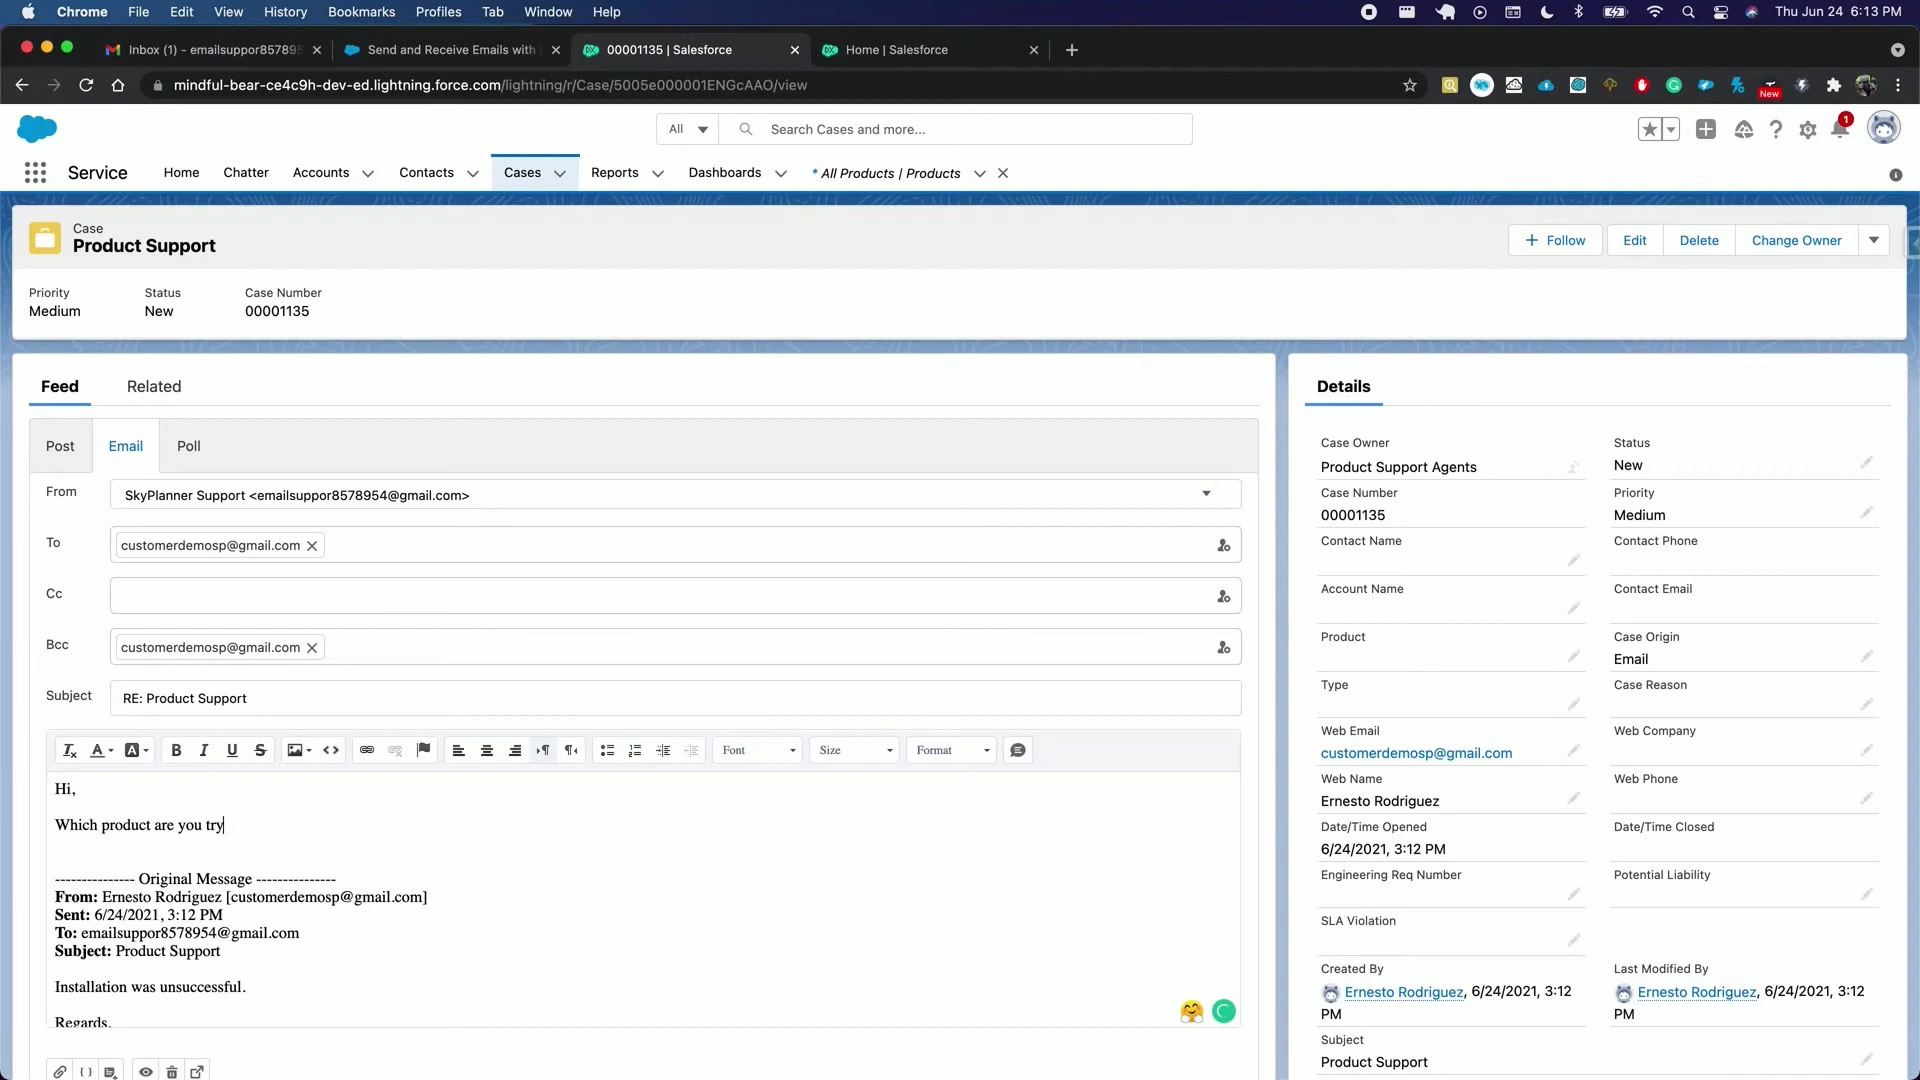 Chrome File Edit View History Bookmarks Profiles Tab Window Help Thu Jun 24 6:13 PM
Inbox (1) - emailsuppor85789
Send and Receive Emails with
00001135 | Salesforce
Home | Salesforce
mindful-bear-ce4c9h-dev-ed.lightning.force.com/lightning/r/Case/5005e000001ENGcAAO/view
New
All
Search Cases and more...
1
Service Home Chatter Accounts Contacts Cases Reports Dashboards * All Products | Products
Case
Product Support
Follow Edit Delete Change Owner
Priority Status Case Number
Medium New 00001135
Feed Related
Post Email Poll
From SkyPlanner Support <emailsuppor8578954@gmail.com>
To customerdemosp@gmail.com
Cc
Bcc customerdemosp@gmail.com
Subject RE: Product Support
Font Size Format
Hi,
Which product are you try
--------------- Original Message ---------------
From: Ernesto Rodriguez [customerdemosp@gmail.com]
Sent: 6/24/2021, 3:12 PM
To: emailsuppor8578954@gmail.com
Subject: Product Support
Installation was unsuccessful.
Regards,
Details
Case Owner Status
Product Support Agents New
Case Number Priority
00001135 Medium
Contact Name Contact Phone
Account Name Contact Email
Product Case Origin
Email
Type Case Reason
Web Email Web Company
customerdemosp@gmail.com
Web Name Web Phone
Ernesto Rodriguez
Date/Time Opened Date/Time Closed
6/24/2021, 3:12 PM
Engineering Req Number Potential Liability
SLA Violation
Created By Last Modified By
Ernesto Rodriguez, 6/24/2021, 3:12 Ernesto Rodriguez, 6/24/2021, 3:12
PM PM
Subject
Product Support